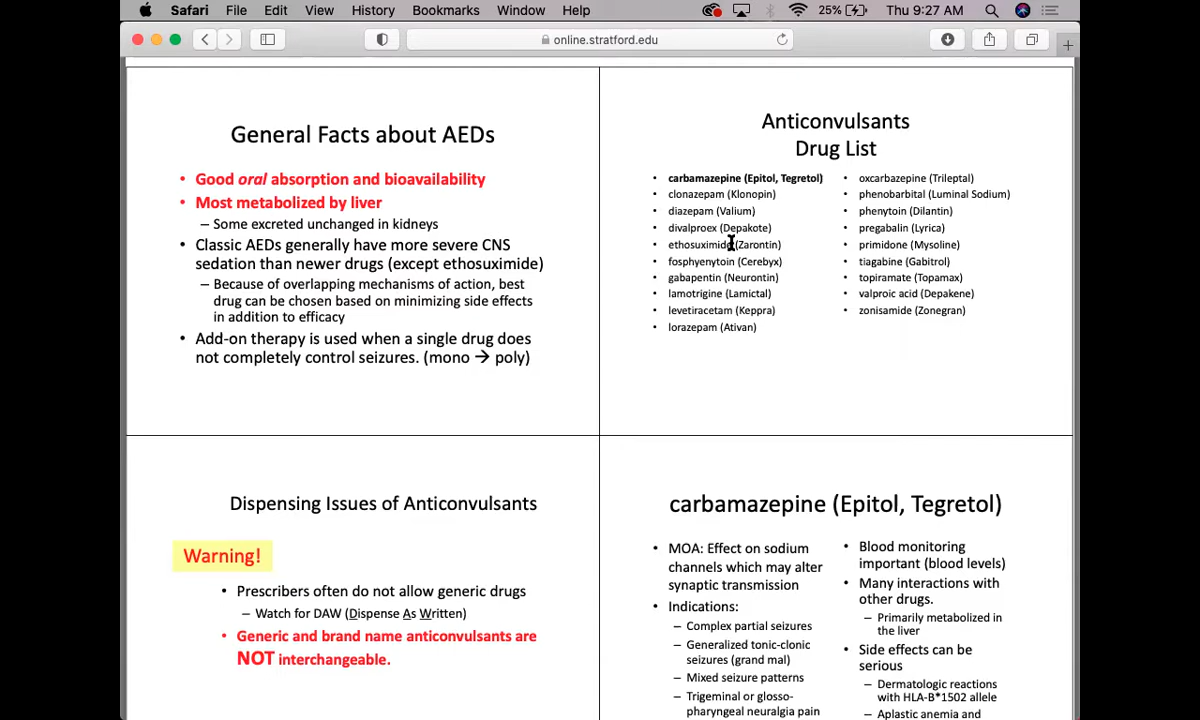 Safari File Edit View History Bookmarks Window Help 25% Thu 9:27 AM
online.stratford.edu
General Facts about AEDs
• Good oral absorption and bioavailability
• Most metabolized by liver
– Some excreted unchanged in kidneys
• Classic AEDs generally have more severe CNS
sedation than newer drugs (except ethosuximide)
– Because of overlapping mechanisms of action, best
drug can be chosen based on minimizing side effects
in addition to efficacy
• Add-on therapy is used when a single drug does
not completely control seizures. (mono → poly)
Anticonvulsants
Drug List
• carbamazepine (Epitol, Tegretol)
• clonazepam (Klonopin)
• diazepam (Valium)
• divalproex (Depakote)
• ethosuximide (Zarontin)
• fosphyenytoin (Cerebyx)
• gabapentin (Neurontin)
• lamotrigine (Lamictal)
• levetiracetam (Keppra)
• lorazepam (Ativan)
• oxcarbazepine (Trileptal)
• phenobarbital (Luminal Sodium)
• phenytoin (Dilantin)
• pregabalin (Lyrica)
• primidone (Mysoline)
• tiagabine (Gabitrol)
• topiramate (Topamax)
• valproic acid (Depakene)
• zonisamide (Zonegran)
Dispensing Issues of Anticonvulsants
Warning!
• Prescribers often do not allow generic drugs
– Watch for DAW (Dispense As Written)
• Generic and brand name anticonvulsants are
NOT interchangeable.
carbamazepine (Epitol, Tegretol)
• MOA: Effect on sodium
channels which may alter
synaptic transmission
• Indications:
– Complex partial seizures
– Generalized tonic-clonic
seizures (grand mal)
– Mixed seizure patterns
– Trigeminal or glosso-
pharyngeal neuralgia pain
• Blood monitoring
important (blood levels)
• Many interactions with
other drugs.
– Primarily metabolized in
the liver
• Side effects can be
serious
– Dermatologic reactions
with HLA-B*1502 allele
– Aplastic anemia and